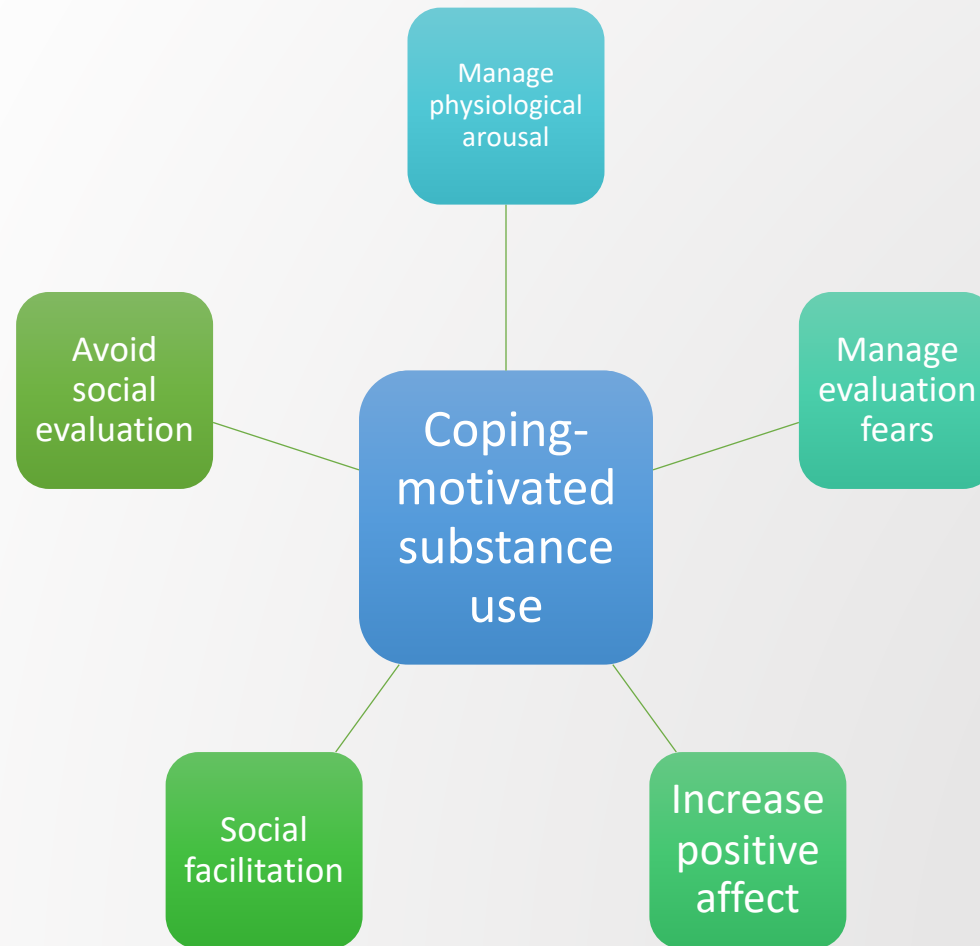 Manage
physiological
arousal
Avoid
social
evaluation
Manage
evaluation
fears
Coping-
motivated
substance
use
Social
facilitation
Increase
positive
affect